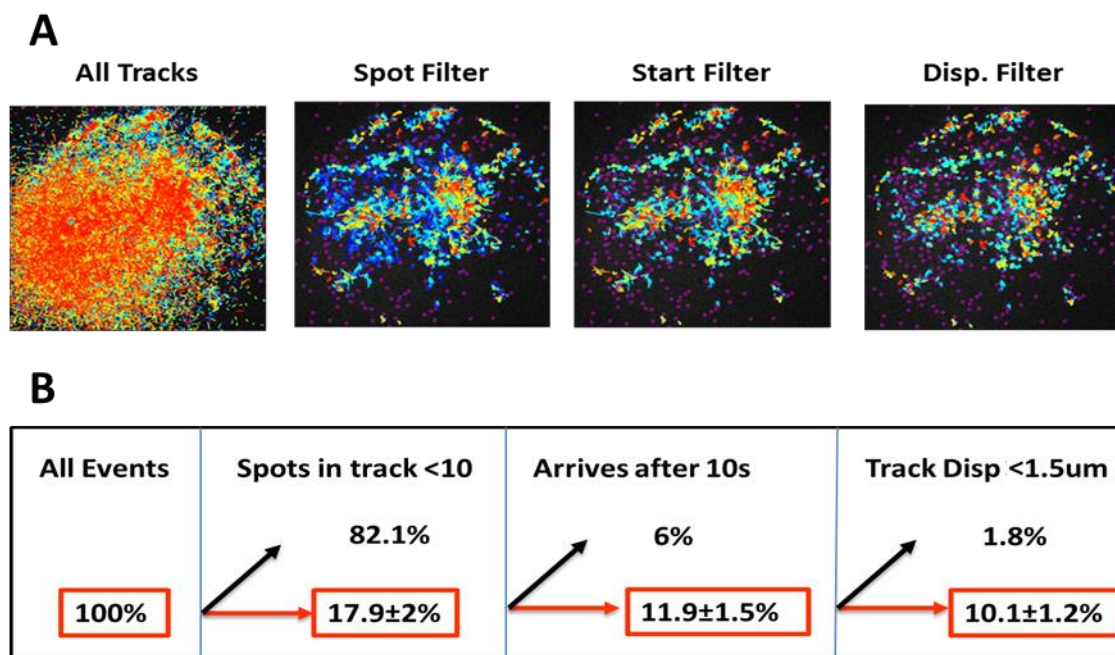 A
All Tracks Spot Filter Start Filter Disp. Filter
B
All Events Spots in track <10 Arrives after 10s Track Disp <1.5um
82.1% 6% 1.8%
100% 17.9±2% 11.9±1.5% 10.1±1.2%